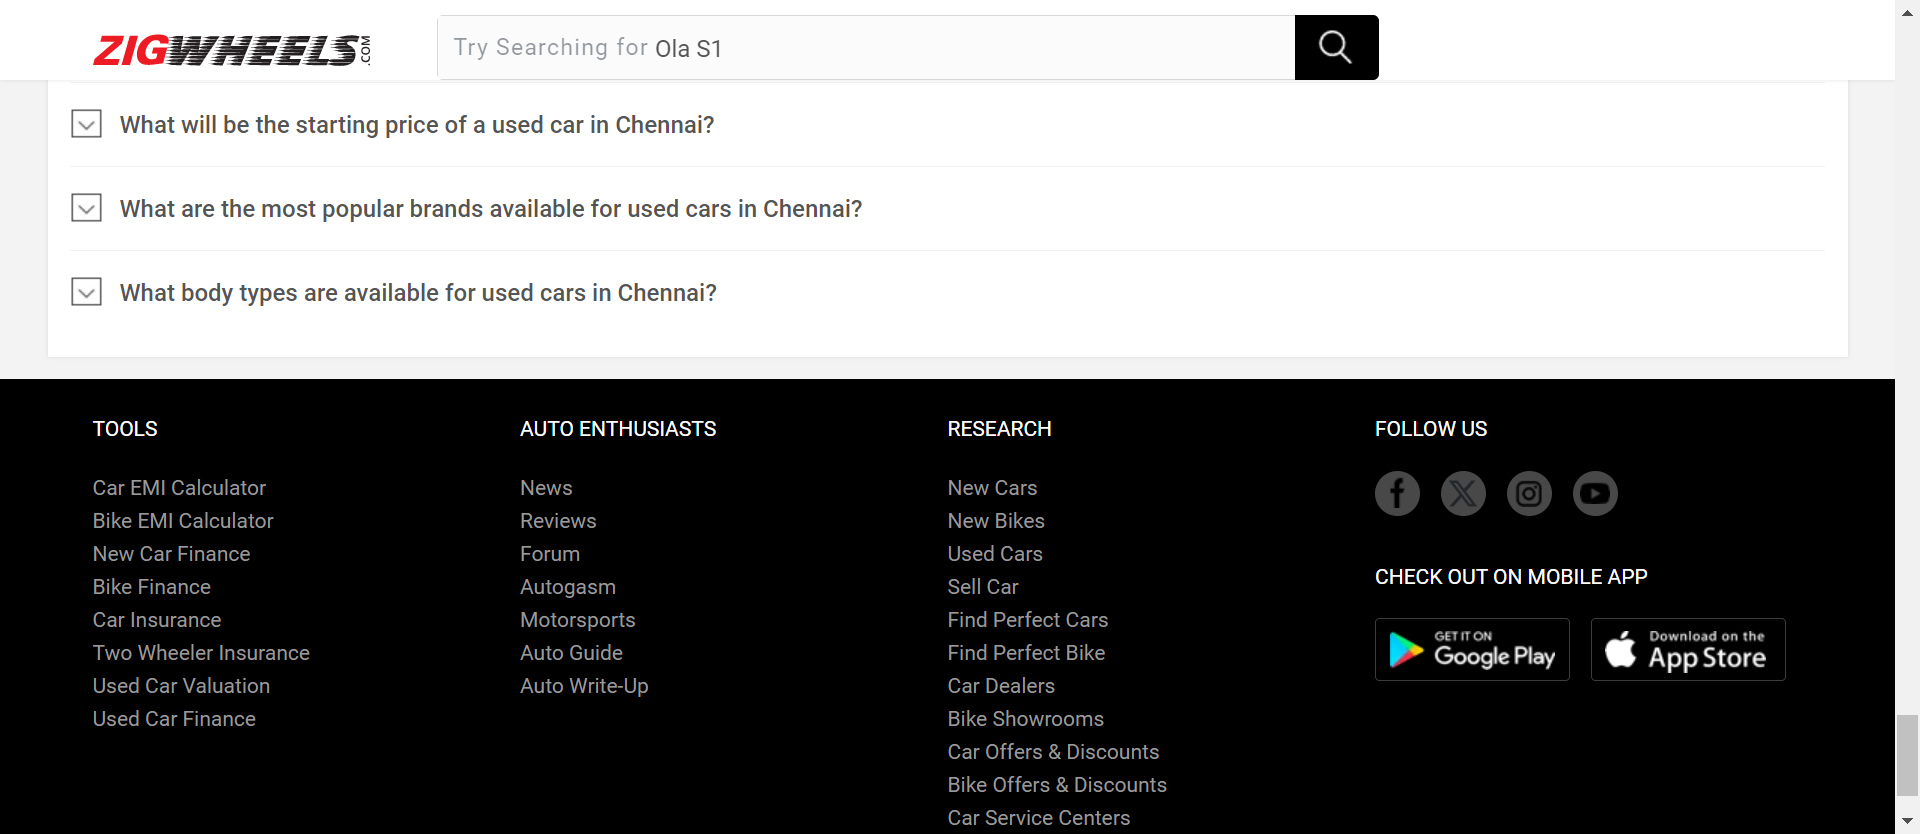 ZIGWHEELS.COM
Try Searching for Ola S1
What will be the starting price of a used car in Chennai?
What are the most popular brands available for used cars in Chennai?
What body types are available for used cars in Chennai?
TOOLS
Car EMI Calculator
Bike EMI Calculator
New Car Finance
Bike Finance
Car Insurance
Two Wheeler Insurance
Used Car Valuation
Used Car Finance
AUTO ENTHUSIASTS
News
Reviews
Forum
Autogasm
Motorsports
Auto Guide
Auto Write-Up
RESEARCH
New Cars
New Bikes
Used Cars
Sell Car
Find Perfect Cars
Find Perfect Bike
Car Dealers
Bike Showrooms
Car Offers & Discounts
Bike Offers & Discounts
Car Service Centers
FOLLOW US
CHECK OUT ON MOBILE APP
GET IT ON
Google Play
Download on the
App Store